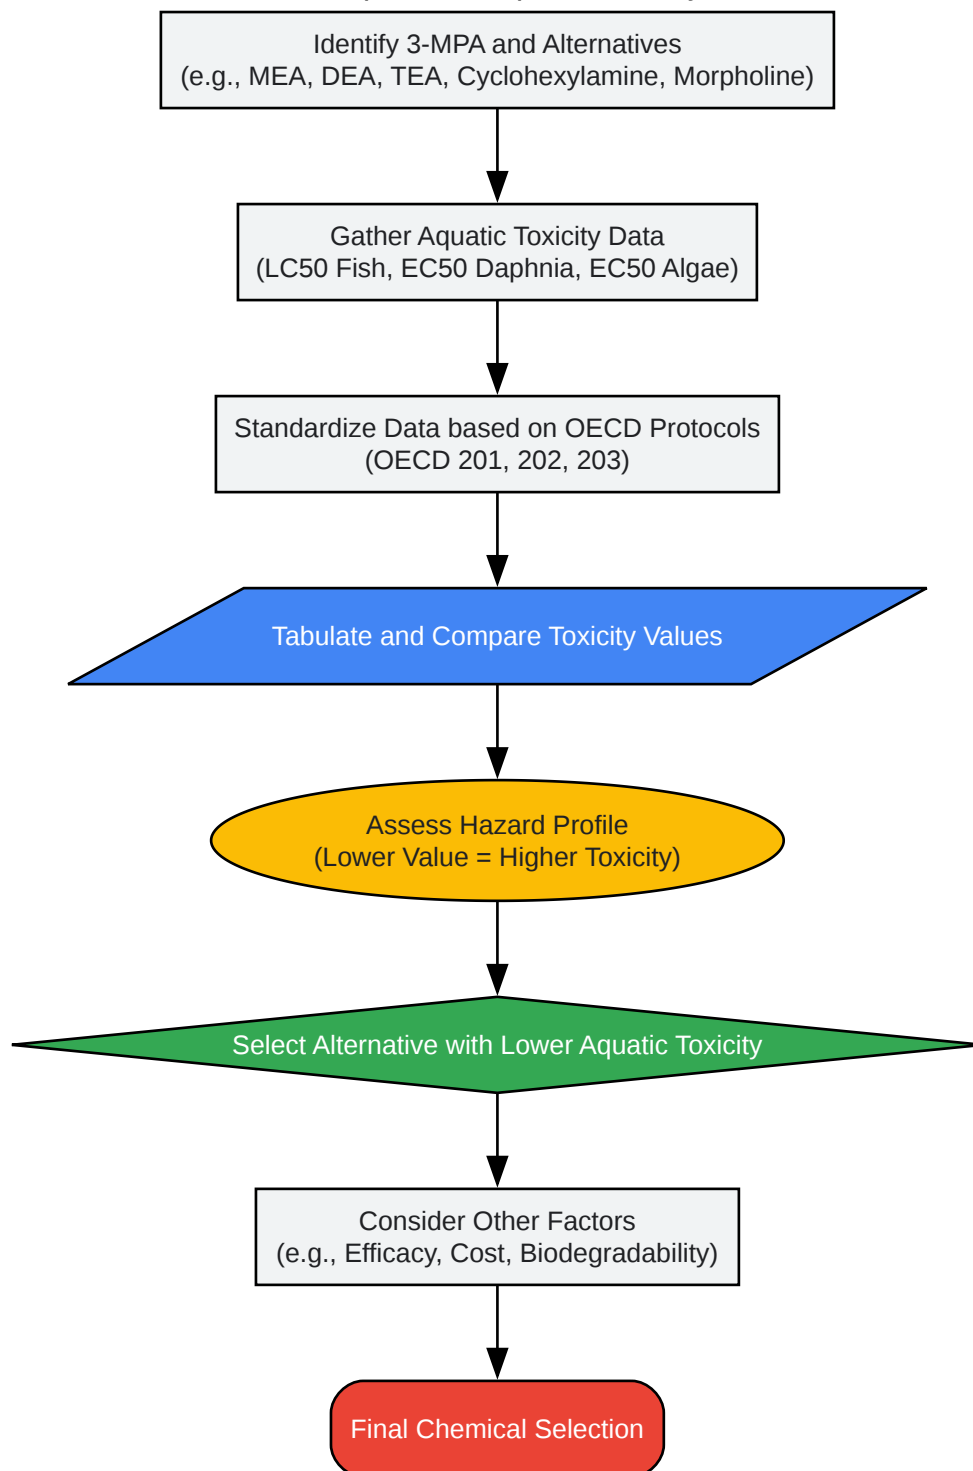 Identify 3-MPA and Alternatives
(e.g., MEA, DEA, TEA, Cyclohexylamine, Morpholine)
Gather Aquatic Toxicity Data
(LC50 Fish, EC50 Daphnia, EC50 Algae)
Standardize Data based on OECD Protocols
(OECD 201, 202, 203)
Tabulate and Compare Toxicity Values
Assess Hazard Profile
(Lower Value = Higher Toxicity)
Select Alternative with Lower Aquatic Toxicity
Consider Other Factors
(e.g., Efficacy, Cost, Biodegradability)
Final Chemical Selection